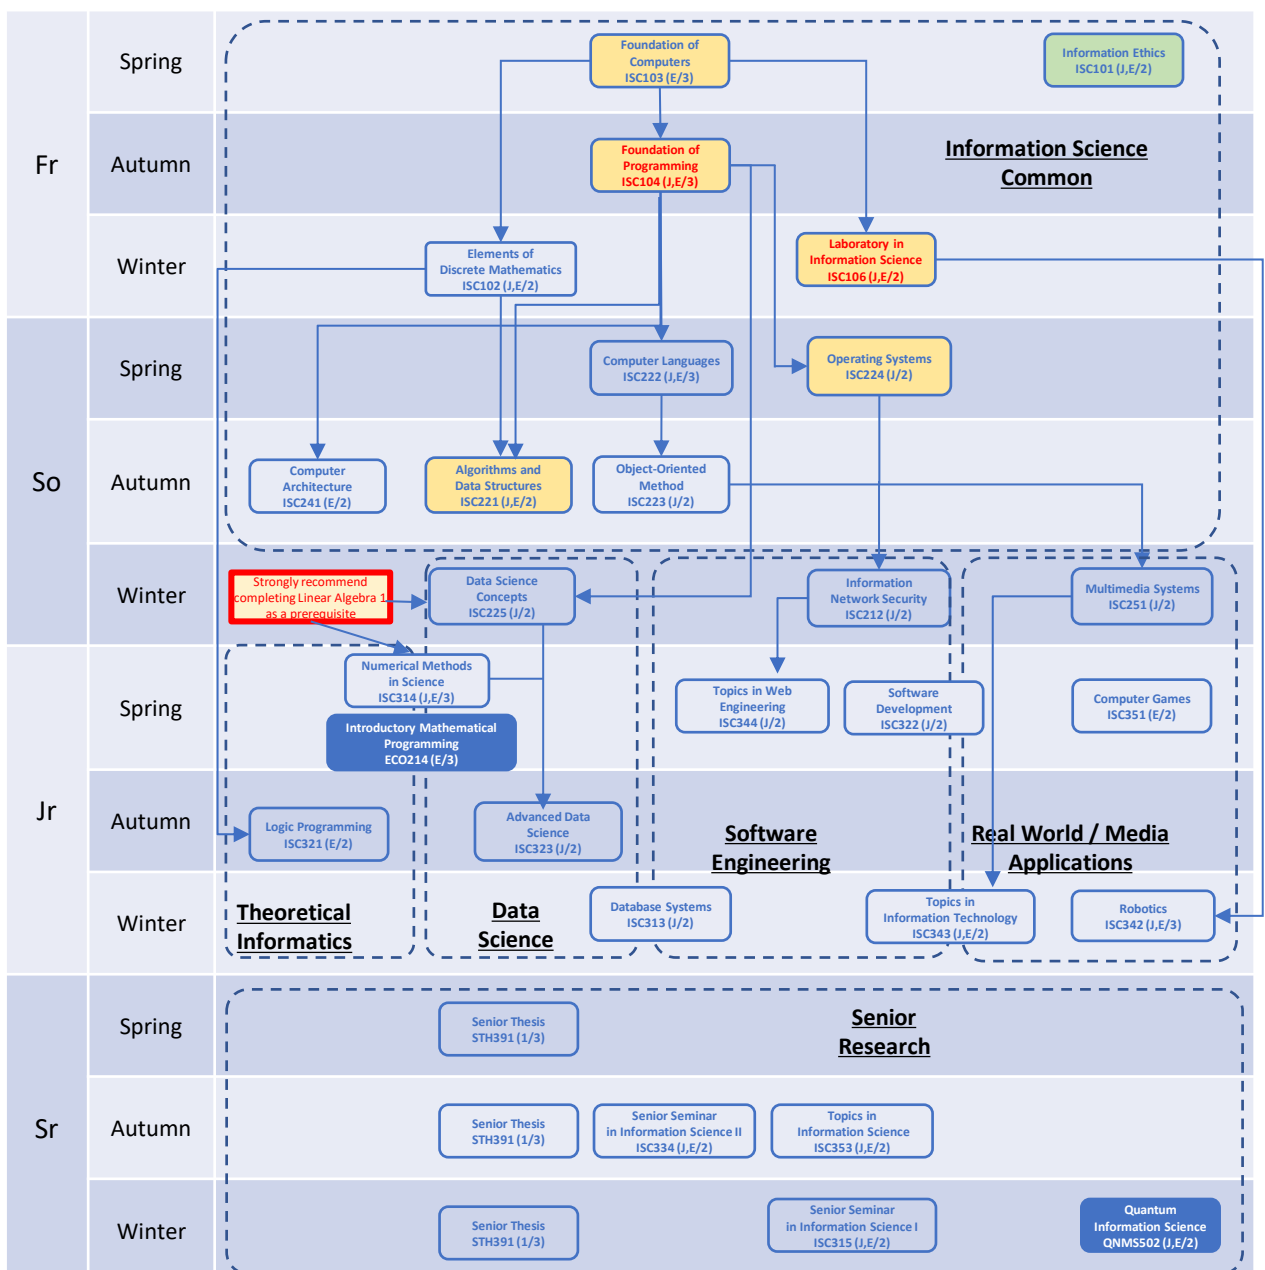 Fr
Spring
Foundation of
Computers
ISC103 (E/3)
Information Ethics
ISC101 (J,E/2)
Autumn
Foundation of
Programming
ISC104 (J,E/3)
Information Science
Common
Winter
Elements of
Discrete Mathematics
ISC102 (J,E/2)
Laboratory in
Information Science
ISC106 (J,E/2)
So
Spring
Computer Languages
ISC222 (J,E/3)
Operating Systems
ISC224 (J/2)
Autumn
Computer
Architecture
ISC241 (E/2)
Algorithms and
Data Structures
ISC221 (J,E/2)
Object-Oriented
Method
ISC223 (J/2)
Winter
Strongly recommend
completing Linear Algebra 1
as a prerequisite
Data Science
Concepts
ISC225 (J/2)
Information
Network Security
ISC212 (J/2)
Multimedia Systems
ISC251 (J/2)
Jr
Spring
Numerical Methods
in Science
ISC314 (J,E/3)
Introductory Mathematical
Programming
ECO214 (E/3)
Topics in Web
Engineering
ISC344 (J/2)
Software
Development
ISC322 (J/2)
Computer Games
ISC351 (E/2)
Autumn
Logic Programming
ISC321 (E/2)
Advanced Data
Science
ISC323 (J/2)
Software
Engineering
Real World / Media
Applications
Winter
Theoretical
Informatics
Data
Science
Database Systems
ISC313 (J/2)
Topics in
Information Technology
ISC343 (J,E/2)
Robotics
ISC342 (J,E/3)
Sr
Spring
Senior Thesis
STH391 (1/3)
Senior
Research
Autumn
Senior Thesis
STH391 (1/3)
Senior Seminar
in Information Science II
ISC334 (J,E/2)
Topics in
Information Science
ISC353 (J,E/2)
Winter
Senior Thesis
STH391 (1/3)
Senior Seminar
in Information Science I
ISC315 (J,E/2)
Quantum
Information Science
QNMS502 (J,E/2)